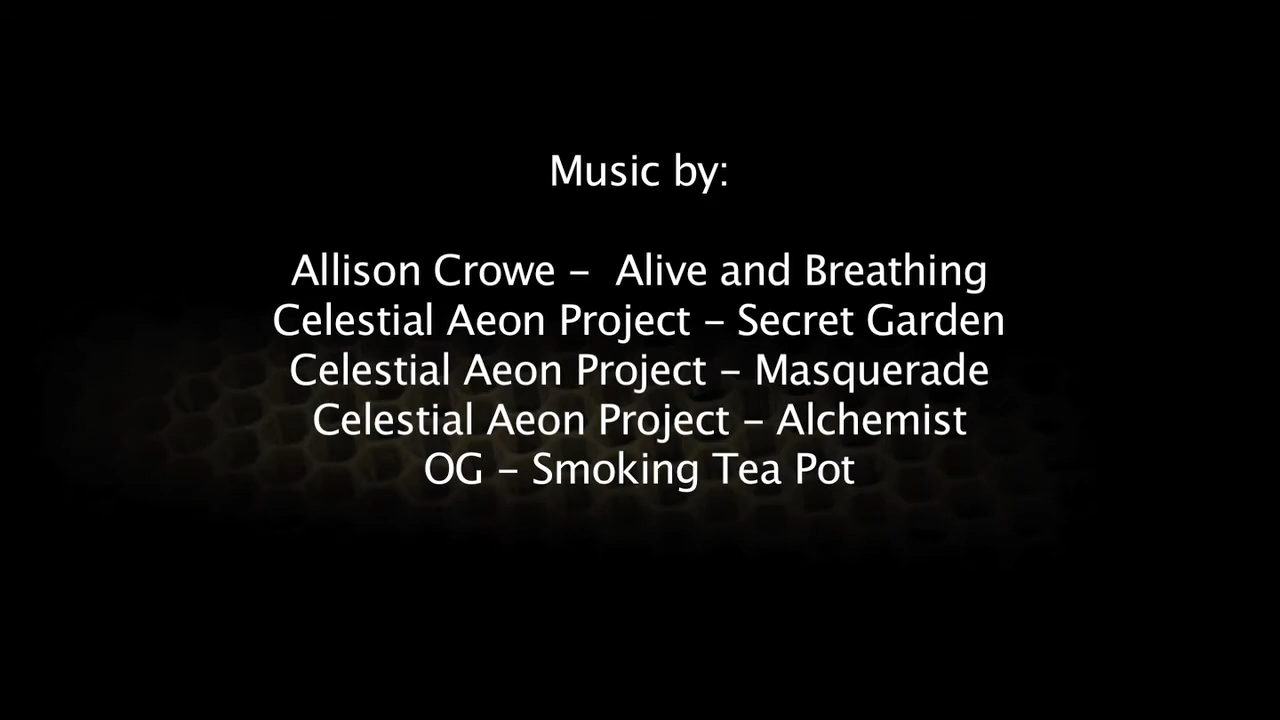 Music by:
Allison Crowe –  Alive and Breathing
Celestial Aeon Project – Secret Garden
Celestial Aeon Project – Masquerade
Celestial Aeon Project – Alchemist
OG – Smoking Tea Pot